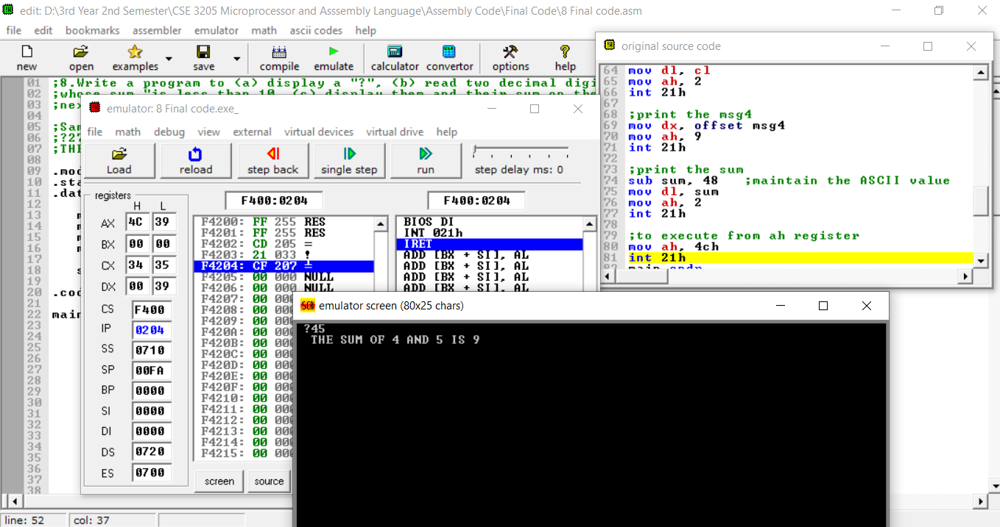 edit: D:\3rd Year 2nd Semester\CSE 3205 Microprocessor and Asssembly Language\Assembly Code\Final Code\8 Final code.asm
file edit bookmarks assembler emulator math ascii codes help
new open examples save compile emulate calculator convertor options help
01 ;8.Write a program to (a) display a "?", (b) read two decimal digi
02 ;whose sum "is less than 10, (c) display them and their sum on the
03 ;nex
04
05 ;Sam
06 ;?27
07 ;THE
08
09 .mod
10 .sta
11 .dat
12
13 m
14 m
15 m
16 m
17
18 s
19
20 .cod
21
22 main
23
24
25
26
27
28
29
30
31
32
33
34
35
36
37
38
line: 52 col: 37
emulator: 8 Final code.exe_
file math debug view external virtual devices virtual drive help
Load reload step back single step run step delay ms: 0
registers
H L
AX 4C 39
BX 00 00
CX 34 35
DX 00 39
CS F400
IP 0204
SS 0710
SP 00FA
BP 0000
SI 0000
DI 0000
DS 0720
ES 0700
F400:0204 F400:0204
F4200: FF 255 RES
F4201: FF 255 RES
F4202: CD 205 =
F4203: 21 033 !
F4204: CF 207 ╧
F4205: 00 000 NULL
F4206: 00 000 NULL
F4207: 00 000
F4208: 00 000
F4209: 00 000
F420A: 00 000
F420B: 00 000
F420C: 00 000
F420D: 00 000
F420E: 00 000
F420F: 00 000
F4210: 00 000
F4211: 00 000
F4212: 00 000
F4213: 00 000
F4214: 00 000
F4215: 00 000
BIOS DI
INT 021h
IRET
ADD [BX + SI], AL
ADD [BX + SI], AL
ADD [BX + SI], AL
ADD [BX + SI], AL
screen source
original source code
64 mov dl, cl
65 mov ah, 2
66 int 21h
67
68 ;print the msg4
69 mov dx, offset msg4
70 mov ah, 9
71 int 21h
72
73 ;print the sum
74 sub sum, 48 ;maintain the ASCII value
75 mov dl, sum
76 mov ah, 2
77 int 21h
78
79 ;to execute from ah register
80 mov ah, 4ch
81 int 21h
82 main endp
emulator screen (80x25 chars)
?45
THE SUM OF 4 AND 5 IS 9